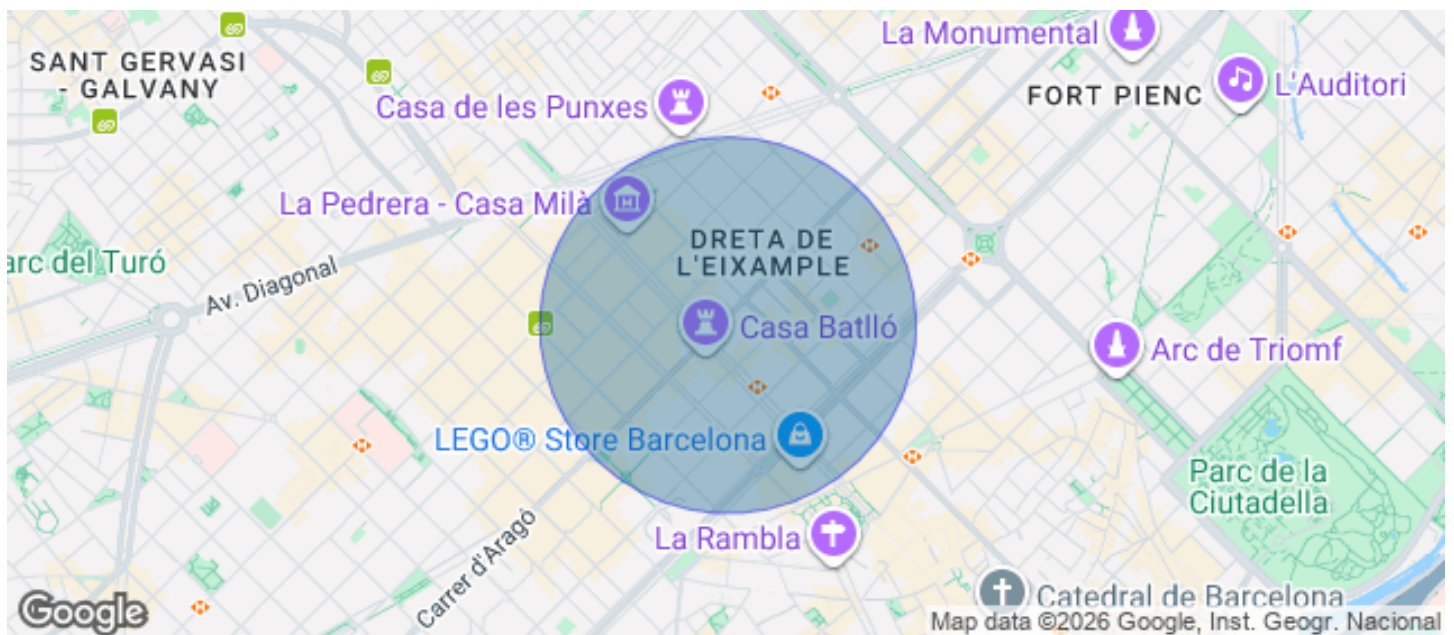 La Monumental
SANT GERVASI
- GALVANY
L'Auditori
FORT PIENC
Casa de les Punxes
La Pedrera - Casa Milà
DRETA DE
L'EIXAMPLE
arc del Turó
Av. Diagonal
Casa Batlló
Arc de Triomf
LEGO® Store Barcelona
Parc de la
Ciutadella
La Rambla
Carrer d'Aragó
Catedral de Barcelona
Google
Map data ©2026 Google, Inst. Geogr. Nacional